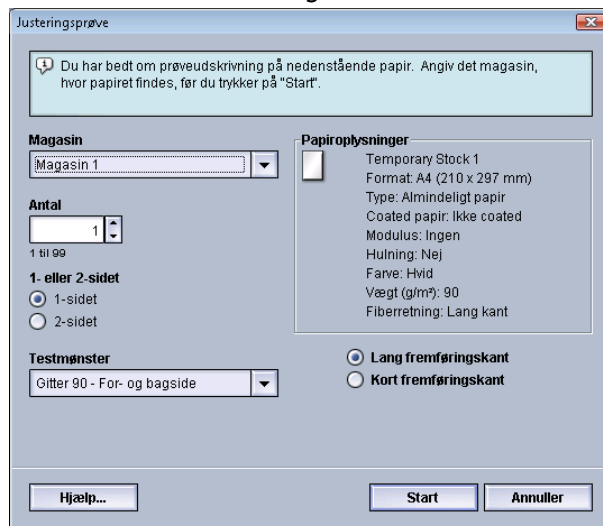 Justeringsprøve
Du har bedt om prøveudskrivning på nedenstående papir. Angiv det magasin,
hvor papiret findes, før du trykker på "Start".
Magasin
Magasin 1
Antal
1
1 til 99
1- eller 2-sidet
1-sidet
2-sidet
Testmønster
Gitter 90 - For- og bagside
Papiroplysninger
Temporary Stock 1
Format: A4 (210 x 297 mm)
Type: Almindeligt papir
Coated papir: Ikke coated
Modulus: Ingen
Hulning: Nej
Farve: Hvid
Vægt (g/m²): 90
Fiberretning: Lang kant
Lang fremføringskant
Kort fremføringskant
Hjælp...
Start
Annuller